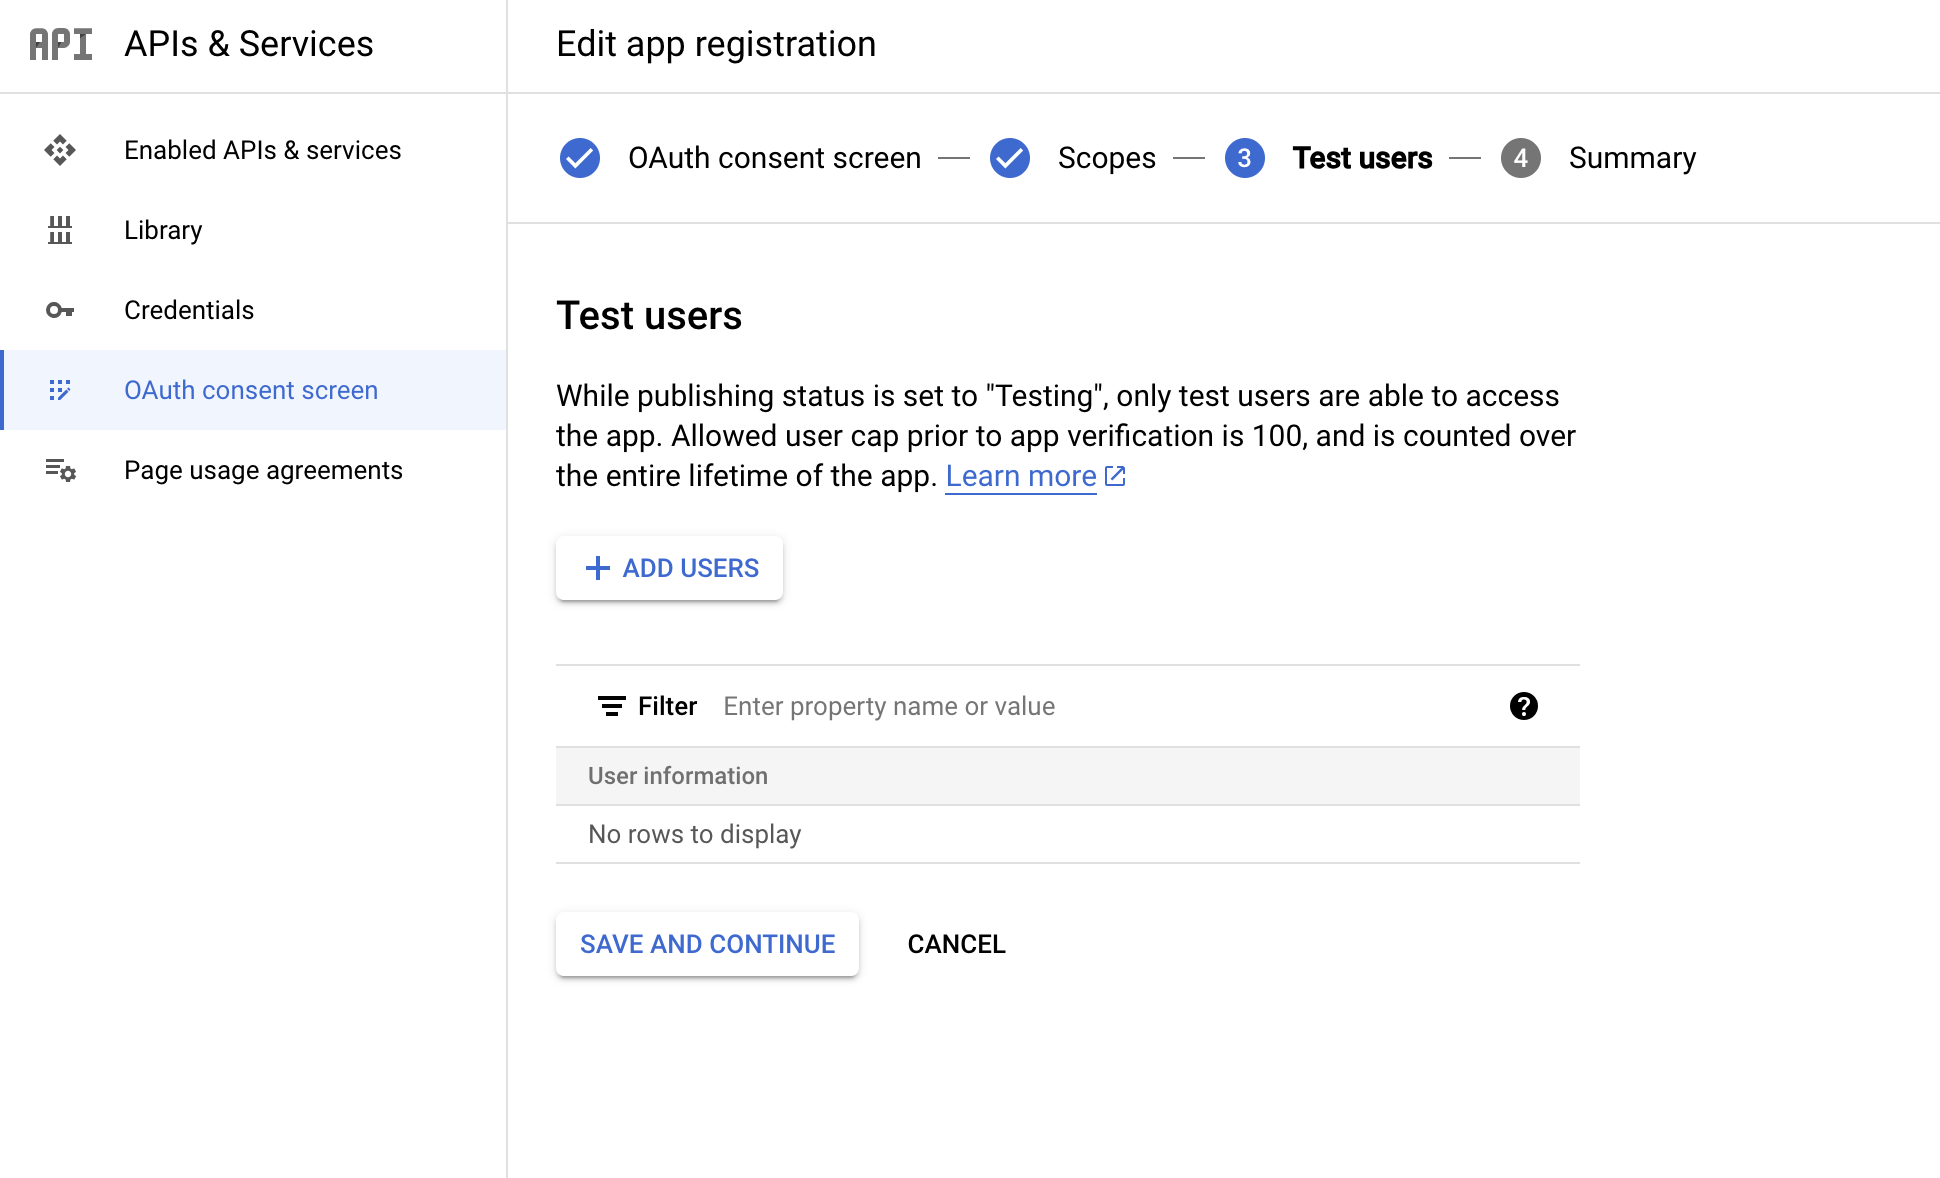 API APIs & Services
Edit app registration
Enabled APIs & services
Library
Credentials
OAuth consent screen
Page usage agreements
OAuth consent screen — Scopes — 3 Test users — 4 Summary
Test users
While publishing status is set to "Testing", only test users are able to access
the app. Allowed user cap prior to app verification is 100, and is counted over
the entire lifetime of the app. Learn more
+ ADD USERS
Filter Enter property name or value ?
User information
No rows to display
SAVE AND CONTINUE CANCEL